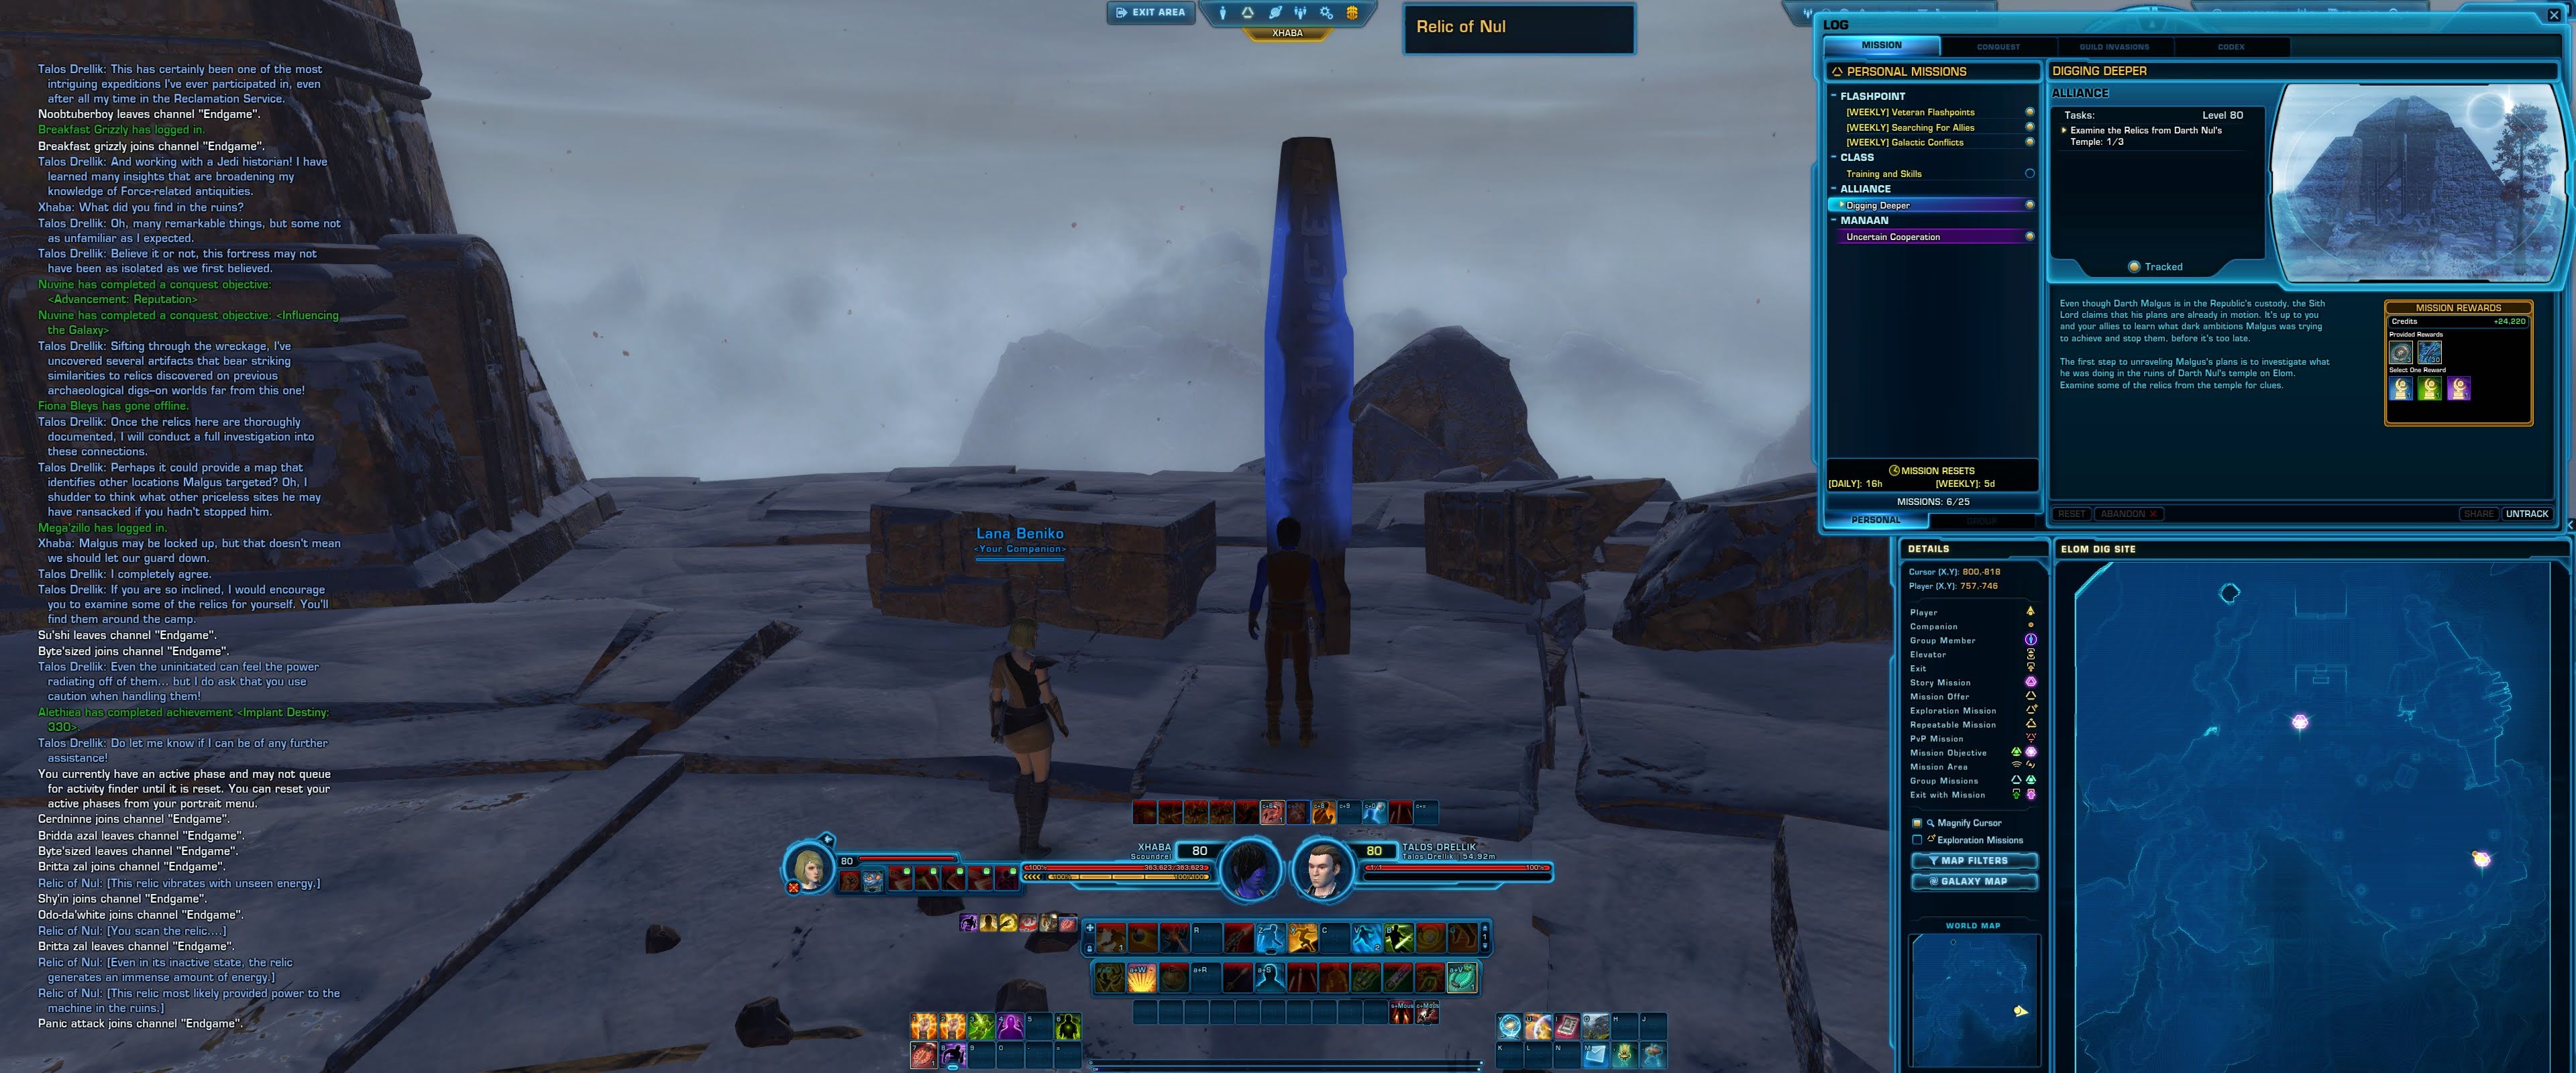 EXIT AREA
XHABA
Relic of Nul
Talos Drellik: This has certainly been one of the most
intriguing expeditions I've ever participated in, even
after all my time in the Reclamation Service.
Noobtuberboy leaves channel "Endgame".
Breakfast Grizzly has logged in.
Breakfast grizzly joins channel "Endgame".
Talos Drellik: And working with a Jedi historian! I have
learned many insights that are broadening my
knowledge of Force-related antiquities.
Xhaba: What did you find in the ruins?
Talos Drellik: Oh, many remarkable things, but some not
as unfamiliar as I expected.
Talos Drellik: Believe it or not, this fortress may not
have been as isolated as we first believed.
Nuvine has completed a conquest objective:
<Advancement: Reputation>
Nuvine has completed a conquest objective: <Influencing
the Galaxy>
Talos Drellik: Sifting through the wreckage, I've
uncovered several artifacts that bear striking
similarities to relics discovered on previous
archaeological digs—on worlds far from this one!
Fiona Bleys has gone offline.
Talos Drellik: Once the relics here are thoroughly
documented, I will conduct a full investigation into
these connections.
Talos Drellik: Perhaps it could provide a map that
identifies other locations Malgus targeted? Oh, I
shudder to think what other priceless sites he may
have ransacked if you hadn't stopped him.
Mega'zillo has logged in.
Xhaba: Malgus may be locked up, but that doesn't mean
we should let our guard down.
Talos Drellik: I completely agree.
Talos Drellik: If you are so inclined, I would encourage
you to examine some of the relics for yourself. You'll
find them around the camp.
Su'shi leaves channel "Endgame".
Byte'sized joins channel "Endgame".
Talos Drellik: Even the uninitiated can feel the power
radiating off of them... but I do ask that you use
caution when handling them!
Alethiea has completed achievement <Implant Destiny:
330>.
Talos Drellik: Do let me know if I can be of any further
assistance!
You currently have an active phase and may not queue
for activity finder until it is reset. You can reset your
active phases from your portrait menu.
Cerdninne joins channel "Endgame".
Bridda azal leaves channel "Endgame".
Byte'sized leaves channel "Endgame".
Britta zal joins channel "Endgame".
Relic of Nul: [This relic vibrates with unseen energy.]
Shy'in joins channel "Endgame".
Odo-da'white joins channel "Endgame".
Relic of Nul: [You scan the relic....]
Britta zal leaves channel "Endgame".
Relic of Nul: [Even in its inactive state, the relic
generates an immense amount of energy.]
Relic of Nul: [This relic most likely provided power to the
machine in the ruins.]
Panic attack joins channel "Endgame".
Lana Beniko
<Your Companion>
80
XHABA
Scoundrel
80
100%
363,623/363,623
100%
100/100
80
TALOS DRELLIK
Talos Drellik | 54.92m
1/1
100%
LOG
MISSION
CONQUEST
GUILD INVASIONS
CODEX
PERSONAL MISSIONS
FLASHPOINT
[WEEKLY] Veteran Flashpoints
[WEEKLY] Searching For Allies
[WEEKLY] Galactic Conflicts
CLASS
Training and Skills
ALLIANCE
Digging Deeper
MANAAN
Uncertain Cooperation
MISSION RESETS
[DAILY]: 16h [WEEKLY]: 5d
MISSIONS: 6/25
PERSONAL
GROUP
DIGGING DEEPER
ALLIANCE
Tasks: Level 80
Examine the Relics from Darth Nul's
Temple: 1/3
Tracked
Even though Darth Malgus is in the Republic's custody, the Sith
Lord claims that his plans are already in motion. It's up to you
and your allies to learn what dark ambitions Malgus was trying
to achieve and stop them, before it's too late.
The first step to unraveling Malgus's plans is to investigate what
he was doing in the ruins of Darth Nul's temple on Elom.
Examine some of the relics from the temple for clues.
MISSION REWARDS
Credits +24,220
Provided Rewards
Select One Reward
RESET
ABANDON
SHARE
UNTRACK
DETAILS
ELOM DIG SITE
Cursor (X,Y): 800,-818
Player (X,Y): 757,-746
Player
Companion
Group Member
Elevator
Exit
Story Mission
Mission Offer
Exploration Mission
Repeatable Mission
PvP Mission
Mission Objective
Mission Area
Group Missions
Exit with Mission
Magnify Cursor
Exploration Missions
MAP FILTERS
GALAXY MAP
WORLD MAP